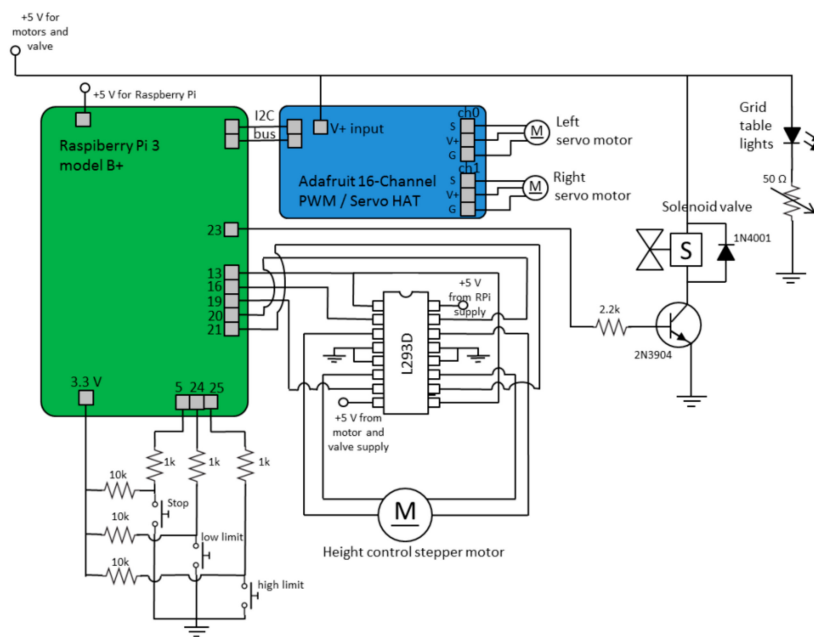 +5 V for
motors and
valve
+5 V for Raspberry Pi
Raspiberry Pi 3
model B+
I2C
bus
V+ input
Adafruit 16-Channel
PWM / Servo HAT
ch0
S
V+
G
ch1
S
V+
G
M
Left
servo motor
M
Right
servo motor
Grid
table
lights
50 Ω
Solenoid valve
S
1N4001
23
13
16
19
20
21
+5 V
from RPi
supply
L293D
2.2k
2N3904
3.3 V
5 24 25
+5 V from
motor and
valve supply
1k
1k
1k
10k
Stop
10k
low limit
10k
high limit
M
Height control stepper motor